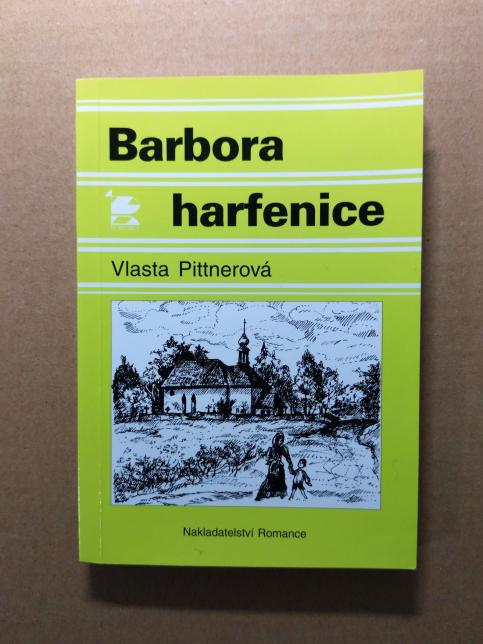 Barbora
harfenice
Vlasta Pittnerová
Nakladatelství Romance